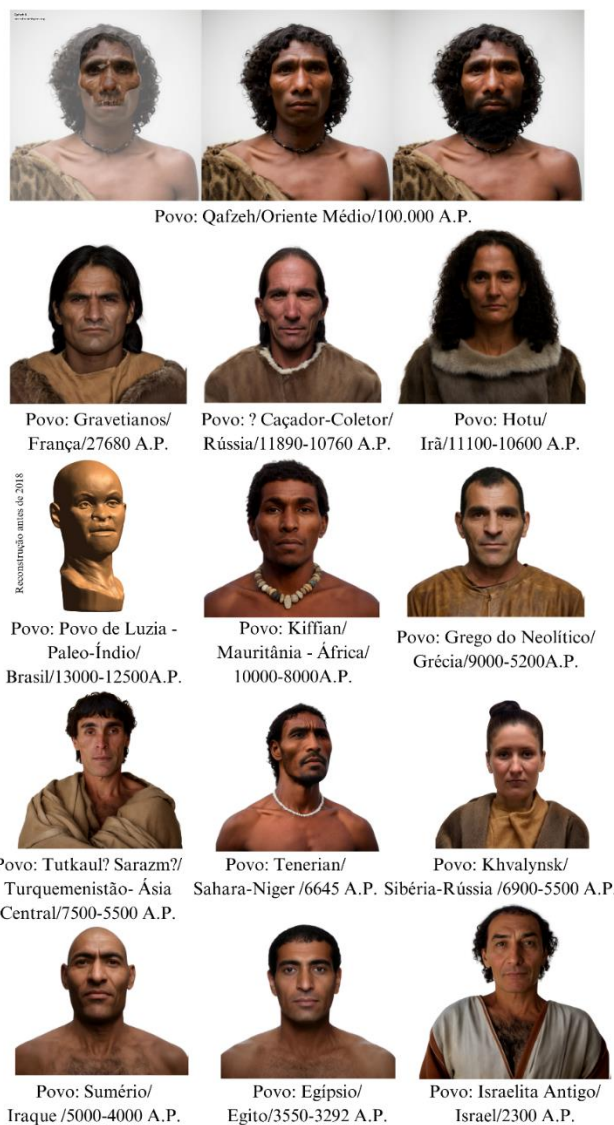 Povo: Qafzeh/Oriente Médio/100.000 A.P.
Povo: Gravetianos/
França/27680 A.P.
Povo: ? Caçador-Coletor/
Rússia/11890-10760 A.P.
Povo: Hotu/
Irã/11100-10600 A.P.
Reconstrução antes de 2018
Povo: Povo de Luzia -
Paleo-Índio/
Brasil/13000-12500A.P.
Povo: Kiffian/
Mauritânia - África/
10000-8000A.P.
Povo: Grego do Neolítico/
Grécia/9000-5200A.P.
Povo: Tutkaul? Sarazm?/
Turquemenistão- Ásia
Central/7500-5500 A.P.
Povo: Tenerian/
Sahara-Niger /6645 A.P.
Povo: Khvalynsk/
Sibéria-Rússia /6900-5500 A.P.
Povo: Sumério/
Iraque /5000-4000 A.P.
Povo: Egípsio/
Egito/3550-3292 A.P.
Povo: Israelita Antigo/
Israel/2300 A.P.